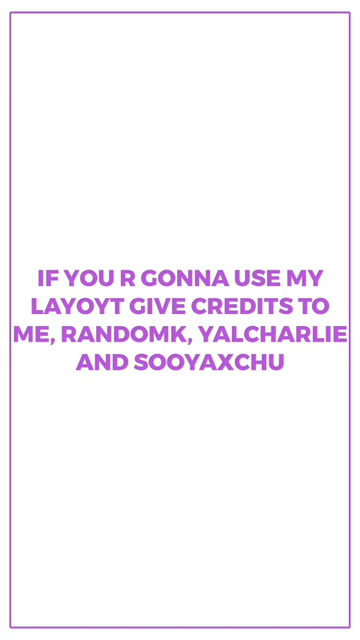 IF YOU R GONNA USE MY
LAYOYT GIVE CREDITS TO
ME, RANDOMK, YALCHARLIE
AND SOOYAXCHU